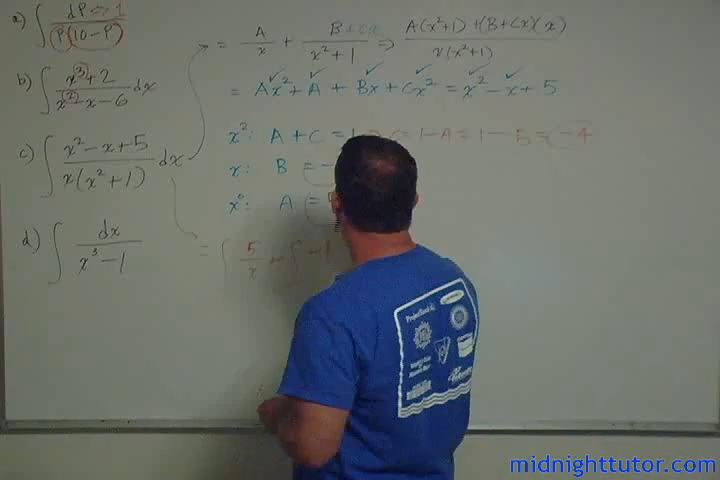 a) ∫ dP ⇔ 1 / P(10 - P)
b) ∫ x³ + 2 / x² x - 6 dx
c) ∫ x² - x + 5 / x(x² + 1) dx
d) ∫ dx / x³ - 1
= A / x + B + Cx / x² + 1 ⇒ A(x²+1) + (B + Cx)(x) / x(x²+1)
= Ax² + A + Bx + Cx² = x² - x + 5
x²: A + C = 1 C = 1 - A = 1 - 5 = -4
x: B = -
x⁰: A =
= ∫ 5 / x ∫ -1
midnighttutor.com